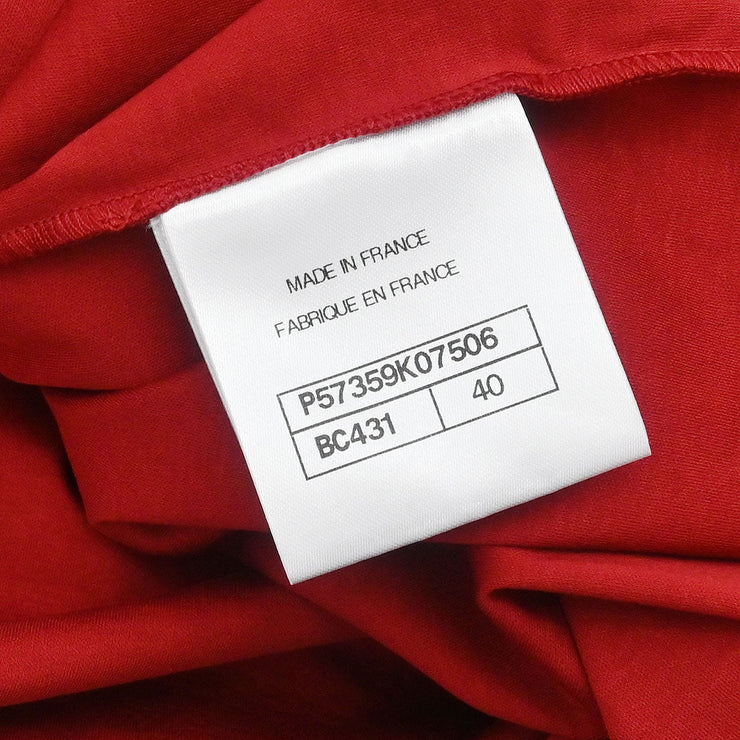 MADE IN FRANCE
FABRIQUE EN FRANCE
P57359K07506
BC431 40